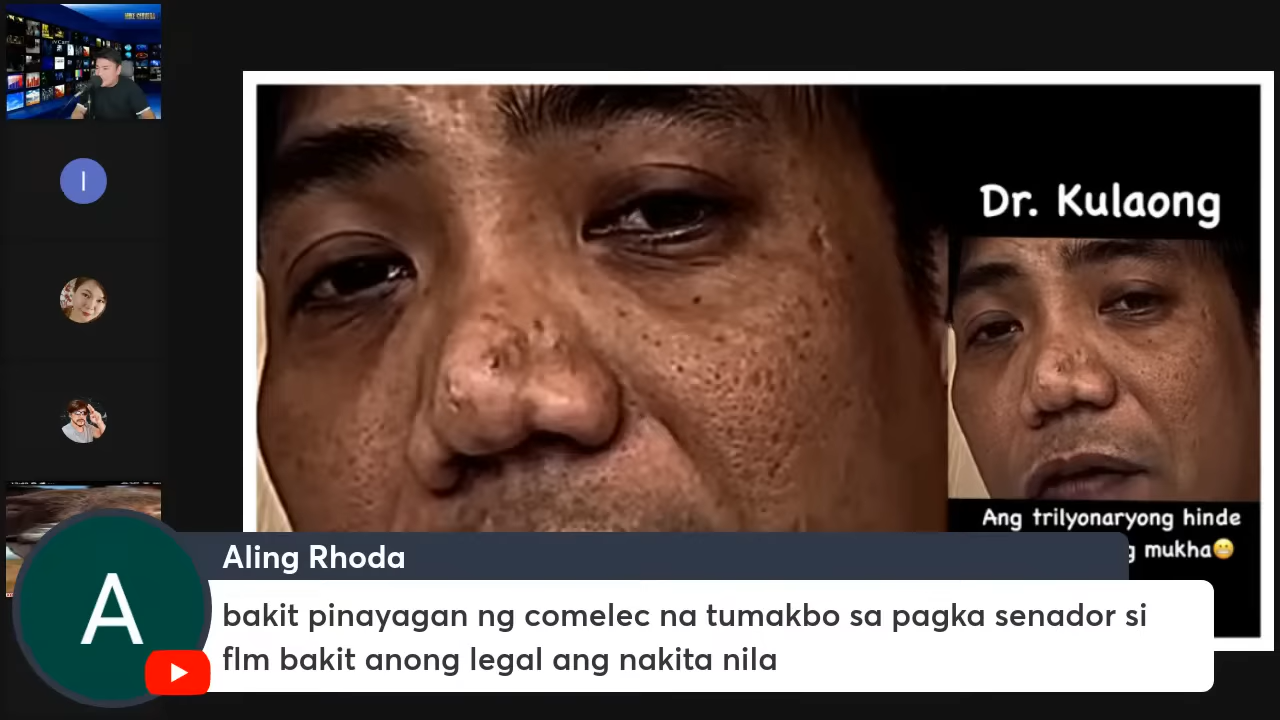 Dr. Kulaong
Ang trilyonaryong hinde
mukha😬
Aling Rhoda
bakit pinayagan ng comelec na tumakbo sa pagka senador si
flm bakit anong legal ang nakita nila
A
I